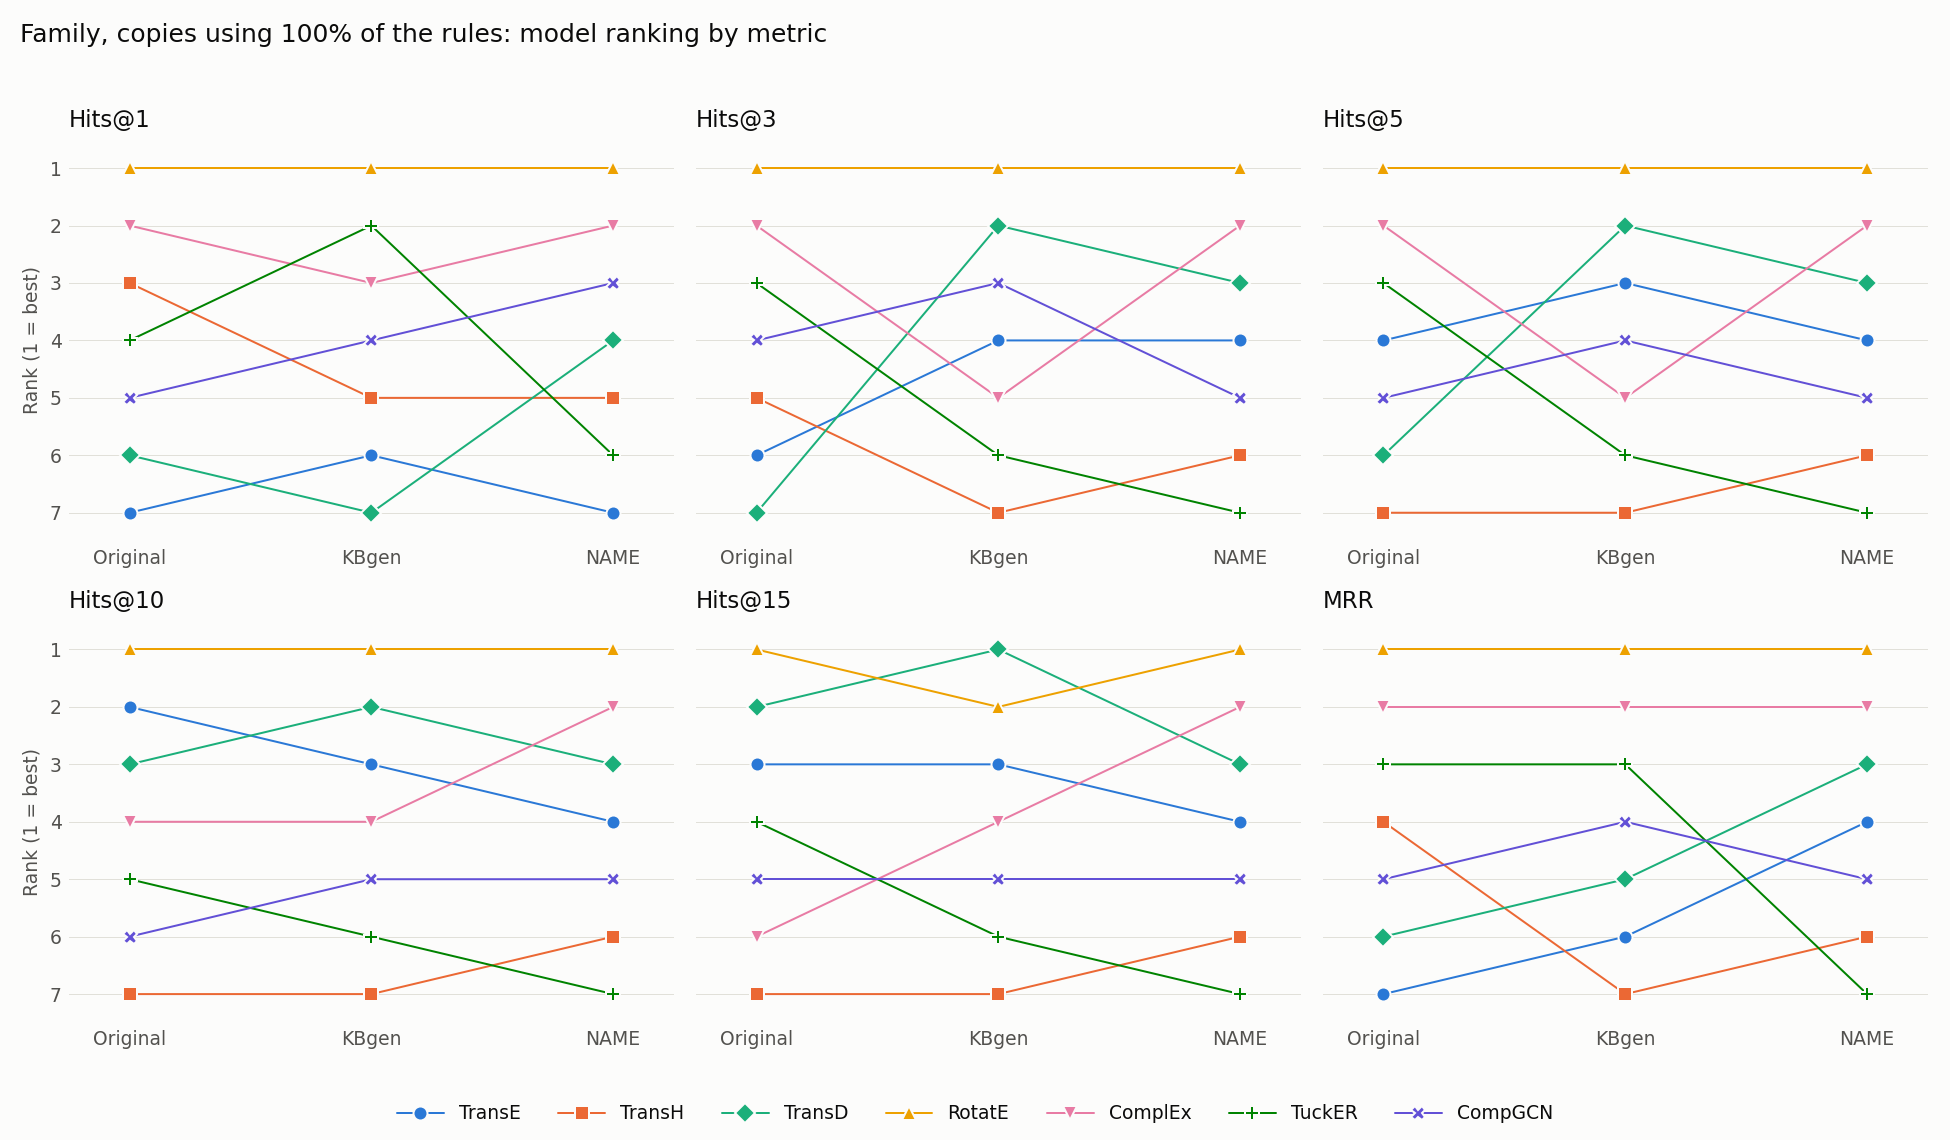 Family, copies using 100% of the rules: model ranking by metric
Hits@1
Hits@3
Hits@5
Rank (1 = best)
1
2
3
4
5
6
7
Original KBgen NAME
Original KBgen NAME
Original KBgen NAME
Hits@10
Hits@15
MRR
Rank (1 = best)
1
2
3
4
5
6
7
Original KBgen NAME
Original KBgen NAME
Original KBgen NAME
TransE TransH TransD RotatE ComplEx TuckER CompGCN